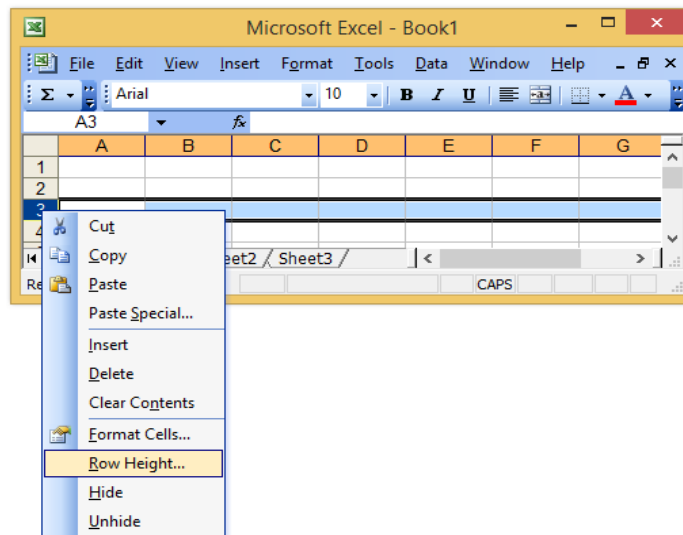 Microsoft Excel - Book1
File Edit View Insert Format Tools Data Window Help
Σ Arial 10 B I U A
A3 fx
A B C D E F G
1
2
3
4
eet2 / Sheet3 /
Re CAPS
Cut
Copy
Paste
Paste Special...
Insert
Delete
Clear Contents
Format Cells...
Row Height...
Hide
Unhide